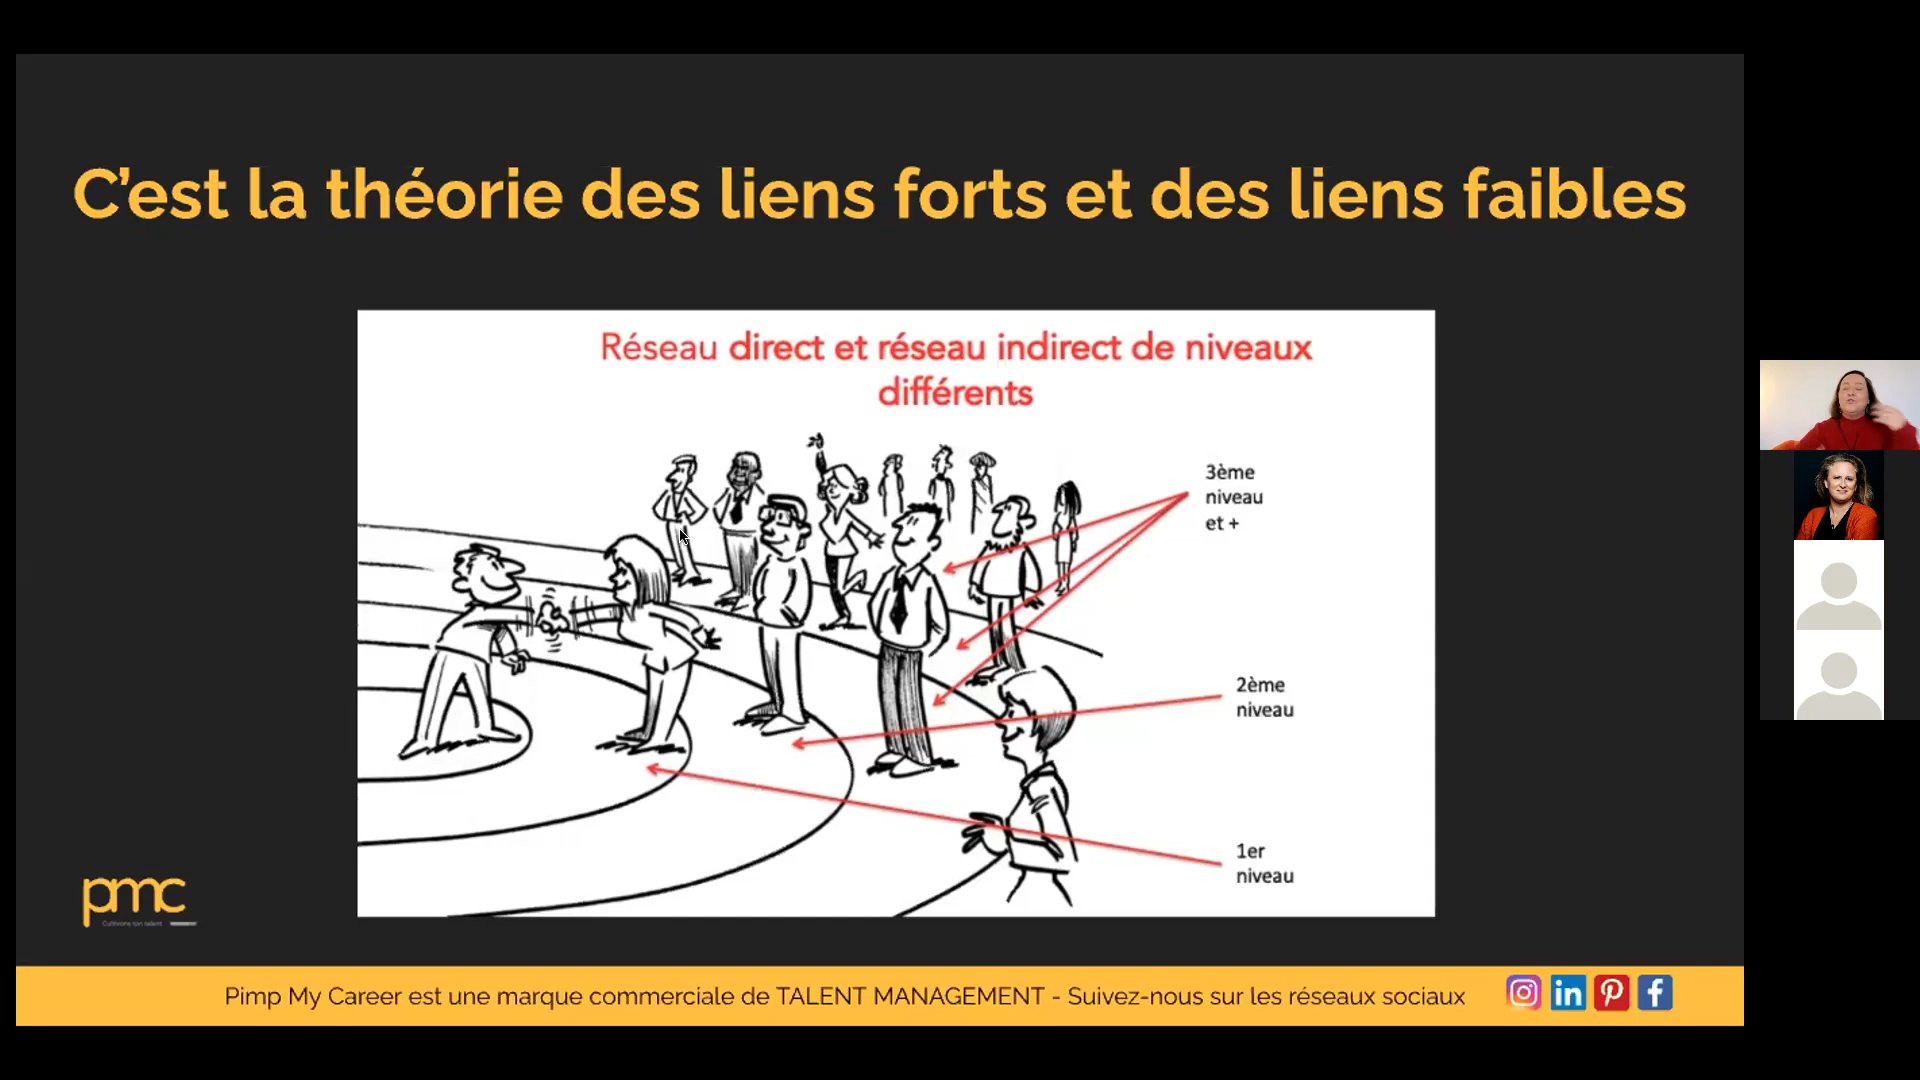 C'est la théorie des liens forts et des liens faibles
Réseau direct et réseau indirect de niveaux
différents
3ème
niveau
et +
2ème
niveau
1er
niveau
pmc
Cultivons ton talent
Pimp My Career est une marque commerciale de TALENT MANAGEMENT - Suivez-nous sur les réseaux sociaux